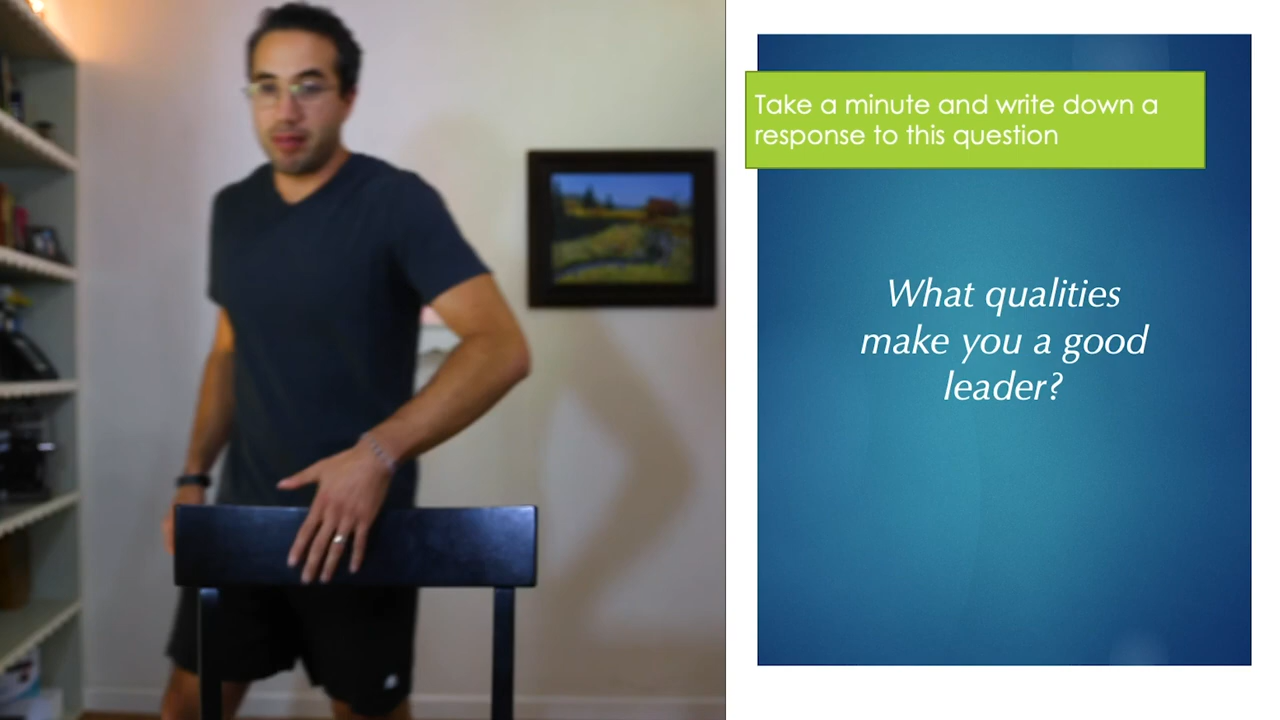 Take a minute and write down a
response to this question
What qualities
make you a good
leader?